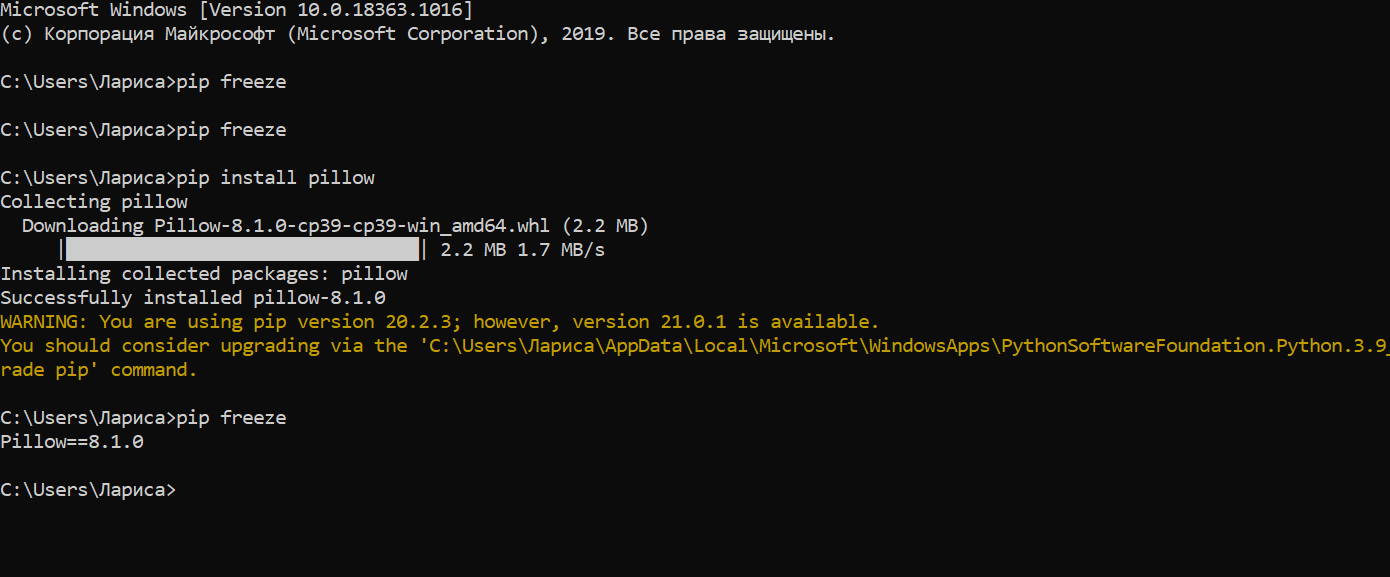 Microsoft Windows [Version 10.0.18363.1016]
(c) Корпорация Майкрософт (Microsoft Corporation), 2019. Все права защищены.
C:\Users\Лариса>pip freeze
C:\Users\Лариса>pip freeze
C:\Users\Лариса>pip install pillow
Collecting pillow
  Downloading Pillow-8.1.0-cp39-cp39-win_amd64.whl (2.2 MB)
     |████████████████████████████████| 2.2 MB 1.7 MB/s
Installing collected packages: pillow
Successfully installed pillow-8.1.0
WARNING: You are using pip version 20.2.3; however, version 21.0.1 is available.
You should consider upgrading via the 'C:\Users\Лариса\AppData\Local\Microsoft\WindowsApps\PythonSoftwareFoundation.Python.3.9_
rade pip' command.
C:\Users\Лариса>pip freeze
Pillow==8.1.0
C:\Users\Лариса>